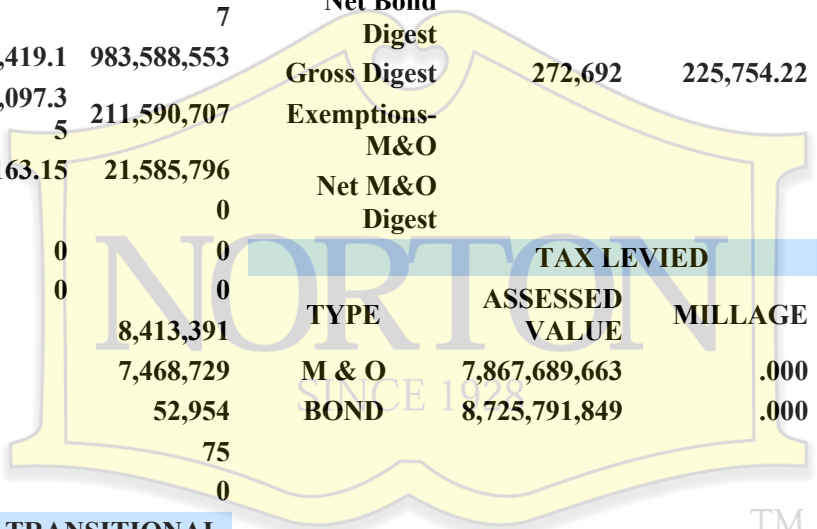 7
Net Bond
Digest
,419.1 983,588,553
Gross Digest 272,692 225,754.22
,097.3
5 211,590,707
Exemptions-
M&O
163.15 21,585,796
Net M&O
Digest
0
0 0
TAX LEVIED
0 0
TYPE ASSESSED
VALUE MILLAGE
8,413,391
7,468,729 M & O 7,867,689,663 .000
52,954 BOND 8,725,791,849 .000
75
0
TRANSITIONAL
NORTON
SINCE 1928
TM